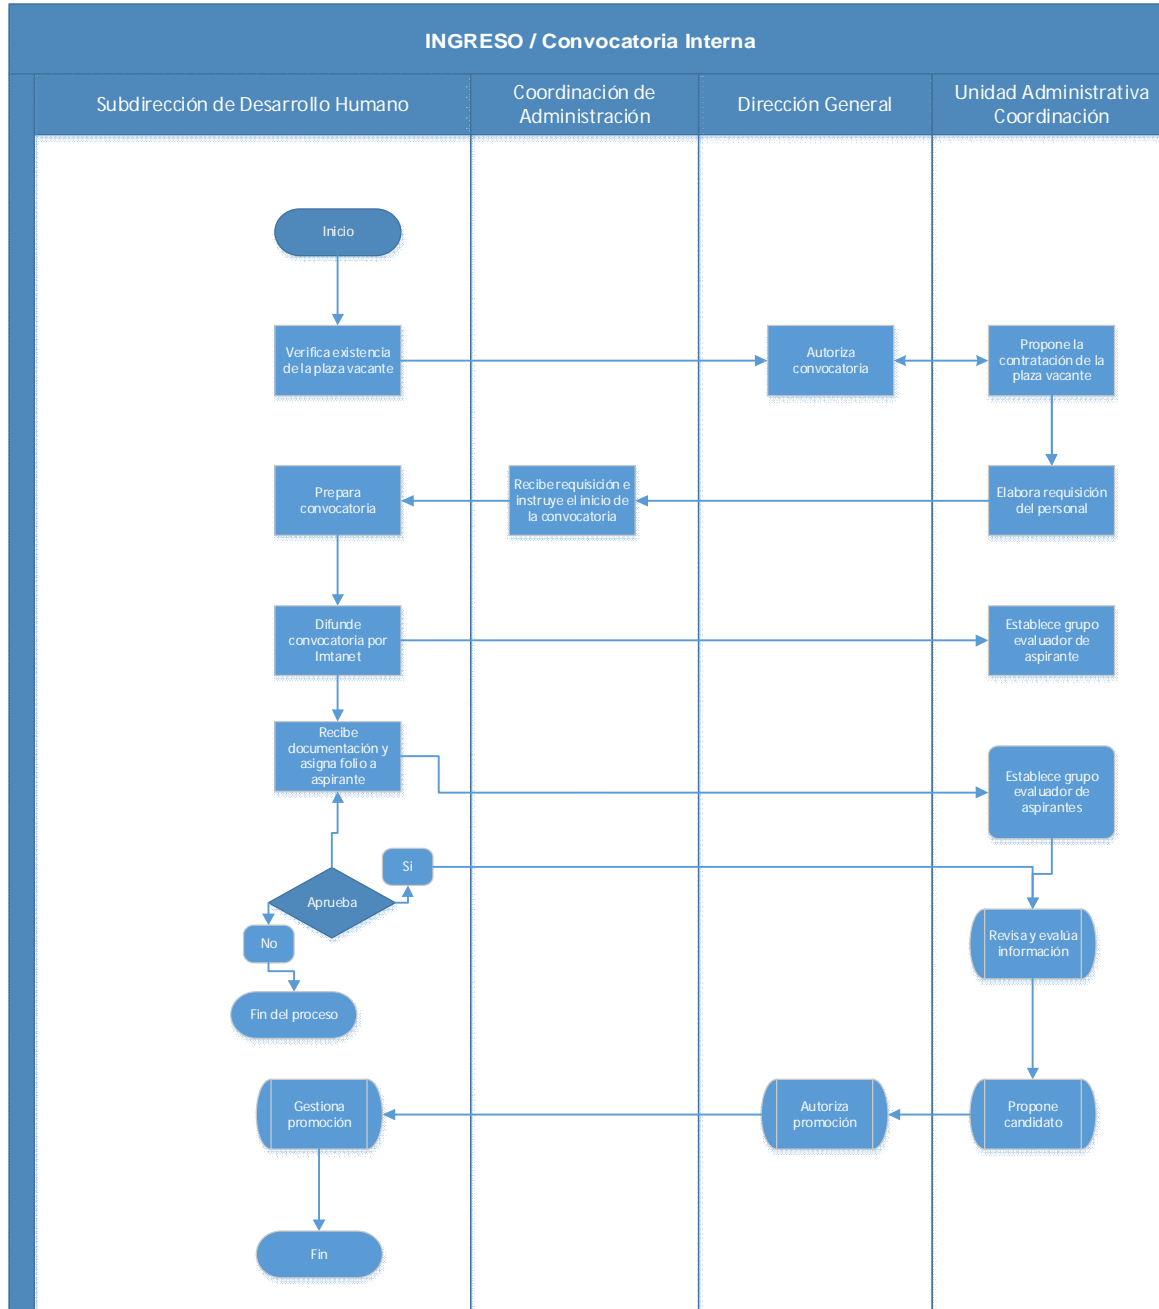 INGRESO / Convocatoria Interna
Subdirección de Desarrollo Humano
Coordinación de
Administración
Dirección General
Unidad Administrativa
Coordinación
Inicio
Verifica existencia
de la plaza vacante
Autoriza
convocatoria
Propone la
contratación de la
plaza vacante
Prepara
convocatoria
Recibe requisición e
instruye el inicio de
la convocatoria
Elabora requisición
del personal
Difunde
convocatoria por
Imtanet
Establece grupo
evaluador de
aspirante
Recibe
documentación y
asigna folio a
aspirante
Establece grupo
evaluador de
aspirantes
Si
Aprueba
No
Revisa y evalúa
información
Fin del proceso
Gestiona
promoción
Autoriza
promoción
Propone
candidato
Fin